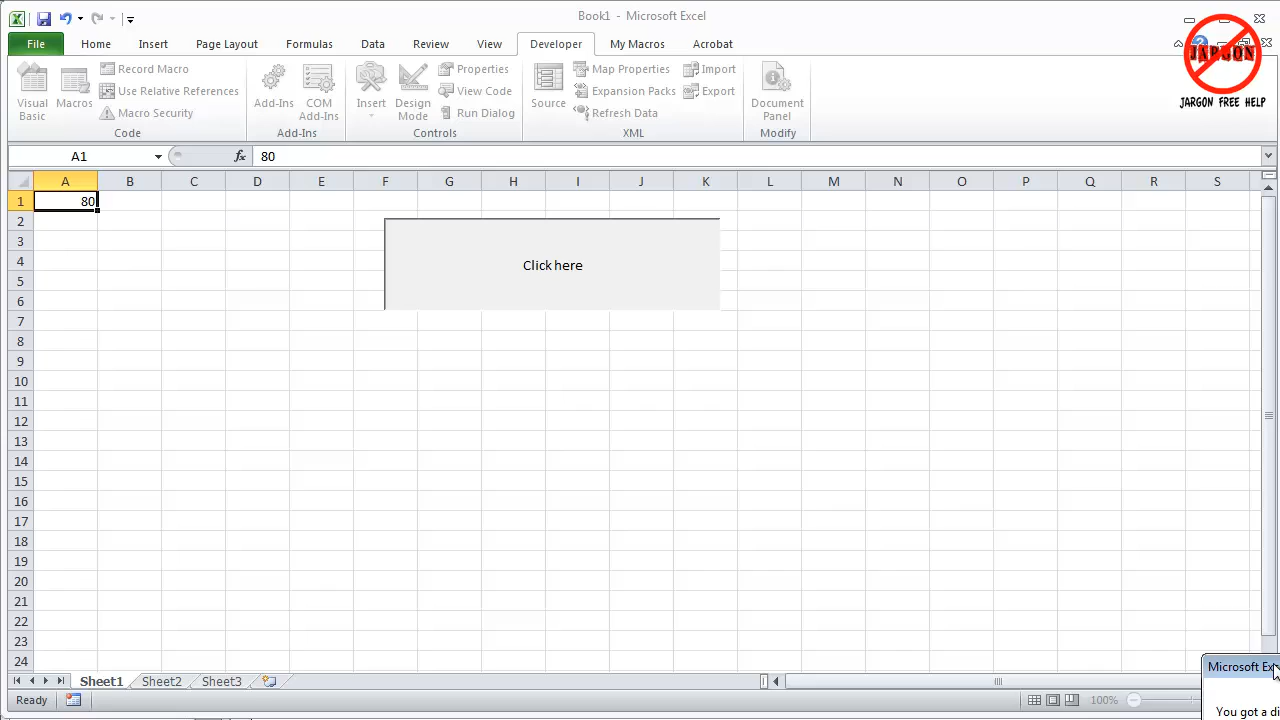 Book1 - Microsoft Excel
File Home Insert Page Layout Formulas Data Review View Developer My Macros Acrobat
Visual Basic
Macros
Record Macro
Use Relative References
Macro Security
Code
Add-Ins
COM Add-Ins
Add-Ins
Insert
Design Mode
View Code
Run Dialog
Controls
Source
Map Properties
Expansion Packs
Refresh Data
Import
Export
XML
Document Panel
Modify
JARGON
JARGON FREE HELP
A1 fx 80
A B C D E F G H I J K L M N O P Q R S
1 80
2
3
4
Click here
5
6
7
8
9
10
11
12
13
14
15
16
17
18
19
20
21
22
23
24
Sheet1 Sheet2 Sheet3
Microsoft
You got a
Ready 100%